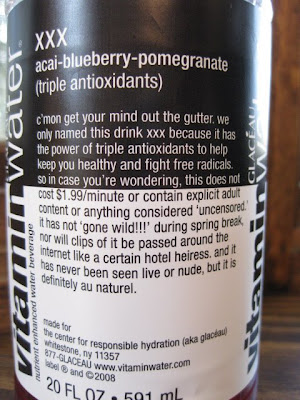 xxx
acai-blueberry-pomegranate
(triple antioxidants)
c'mon get your mind out the gutter. we
only named this drink xxx because it has
the power of triple antioxidants to help
keep you healthy and fight free radicals.
so in case you're wondering, this does not
cost $1.99/minute or contain explicit adult
content or anything considered 'uncensored.'
it has not 'gone wild!!!' during spring break,
nor will clips of it be passed around the
internet like a certain hotel heiress. and it
has never been seen live or nude, but it is
definitely au naturel.
made for
the center for responsible hydration (aka glacéau)
whitestone, ny 11357
877-GLACEAU www.vitaminwater.com
label ® and ©2008
20 FL OZ • 591 mL
vitaminwater
nutrient enhanced water beverage
GLACÉAU
vitaminw